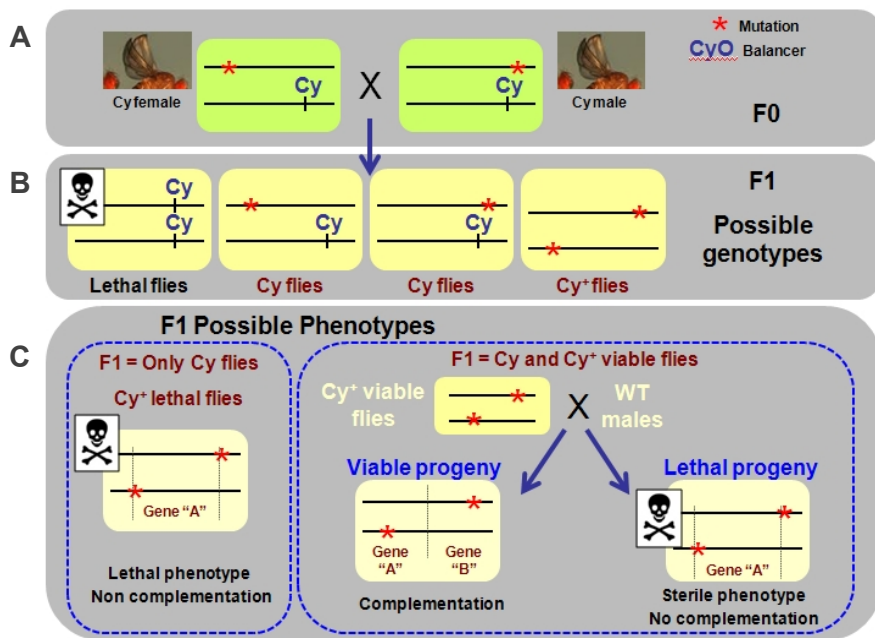 A
Cy female
Cy
X
Cy
Cy male
* Mutation
CyO Balancer
F0
B
Cy
Cy
Cy
Cy
F1
Possible
genotypes
Lethal flies
Cy flies
Cy flies
Cy⁺ flies
F1 Possible Phenotypes
C
F1 = Only Cy flies
Cy⁺ lethal flies
Gene “A”
Lethal phenotype
Non complementation
F1 = Cy and Cy⁺ viable flies
Cy⁺ viable
flies
X
WT
males
Viable progeny
Gene
“A”
Gene
“B”
Complementation
Lethal progeny
Gene “A”
Sterile phenotype
No complementation